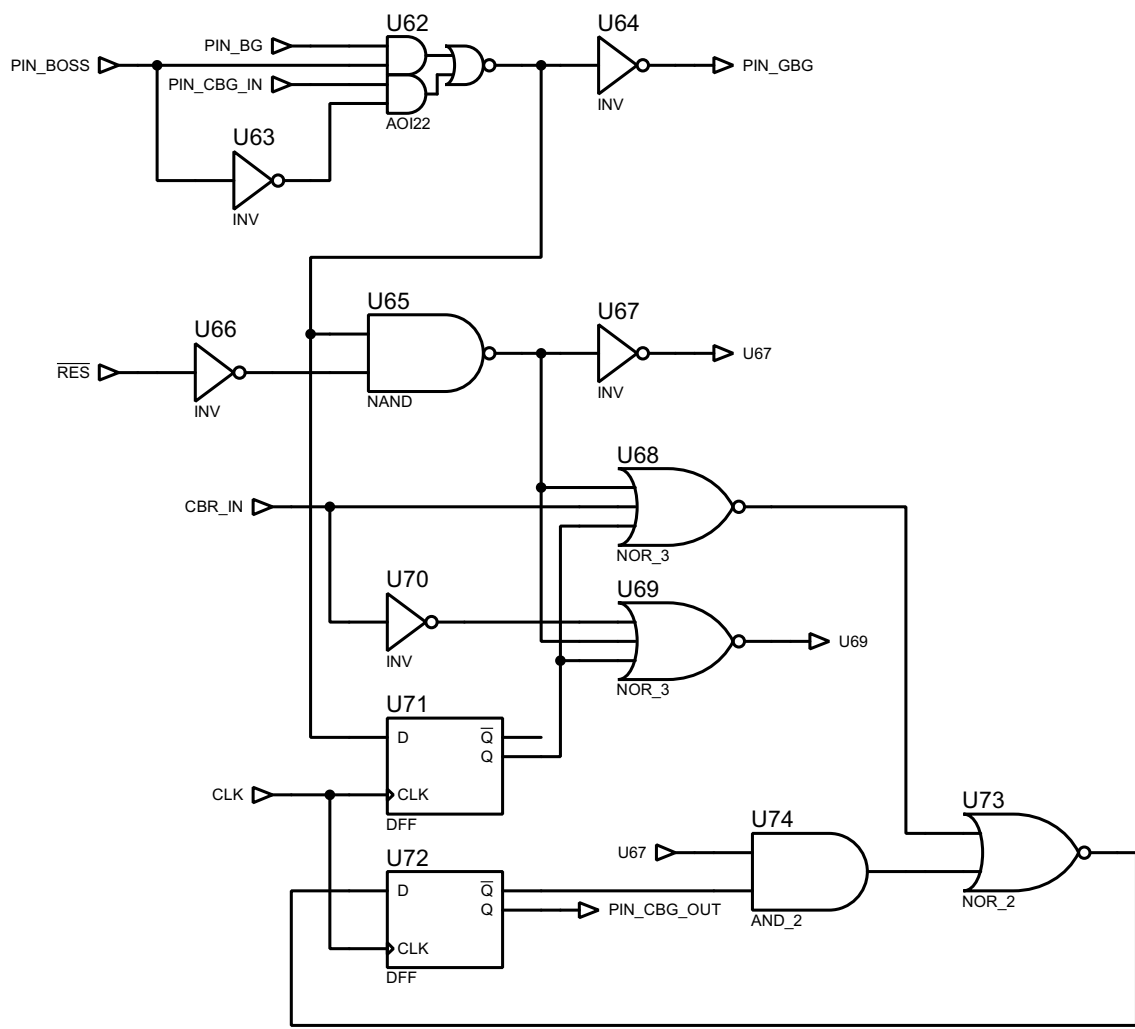 U62
U64
PIN_BG
PIN_BOSS
PIN_GBG
PIN_CBG_IN
INV
AOI22
U63
INV
U65
U66
U67
RES
U67
INV
NAND
INV
U68
CBR_IN
NOR_3
U70
U69
U69
INV
NOR_3
U71
D
Q
Q
CLK
CLK
U73
DFF
U74
U72
U67
D
Q
Q
PIN_CBG_OUT
NOR_2
AND_2
CLK
DFF